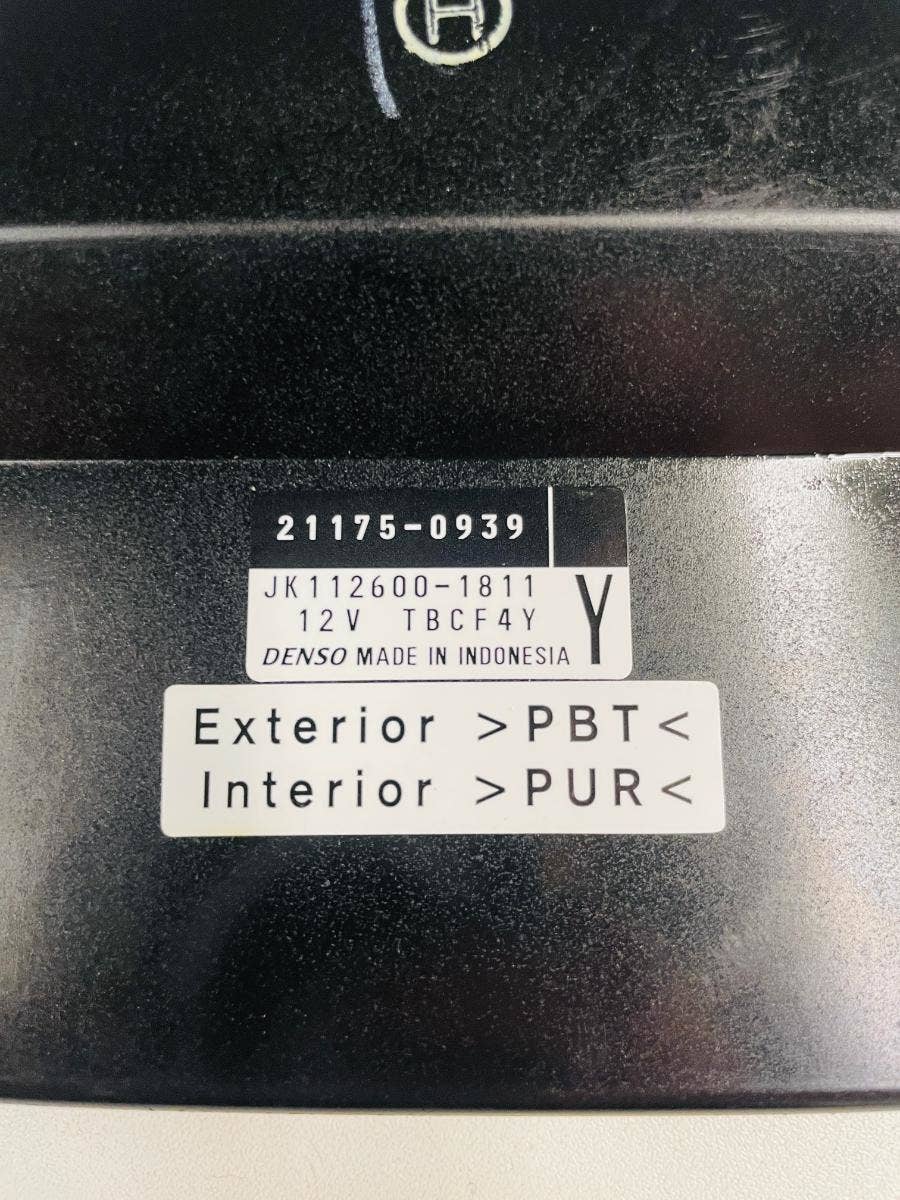 H
21175-0939
JK112600-1811
12V TBCF4Y
Y
DENSO MADE IN INDONESIA
Exterior >PBT<
Interior >PUR<